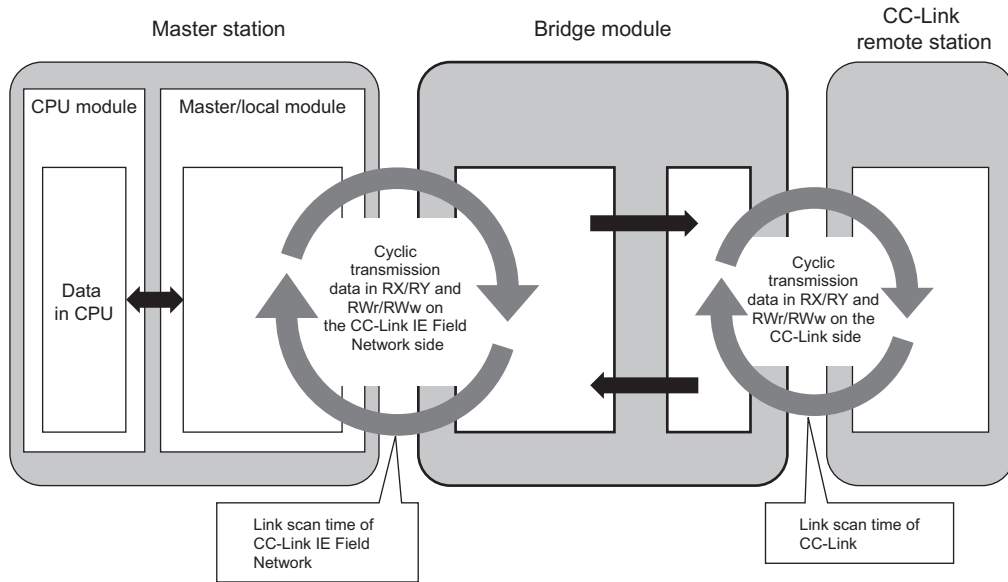 Master station
Bridge module
CC-Link
remote station
CPU module
Master/local module
Data
in CPU
Cyclic
transmission
data in RX/RY and
RWr/RWw on
the CC-Link IE Field
Network side
Cyclic
transmission
data in RX/RY and
RWr/RWw on the
CC-Link side
Link scan time of
CC-Link IE Field
Network
Link scan time of
CC-Link